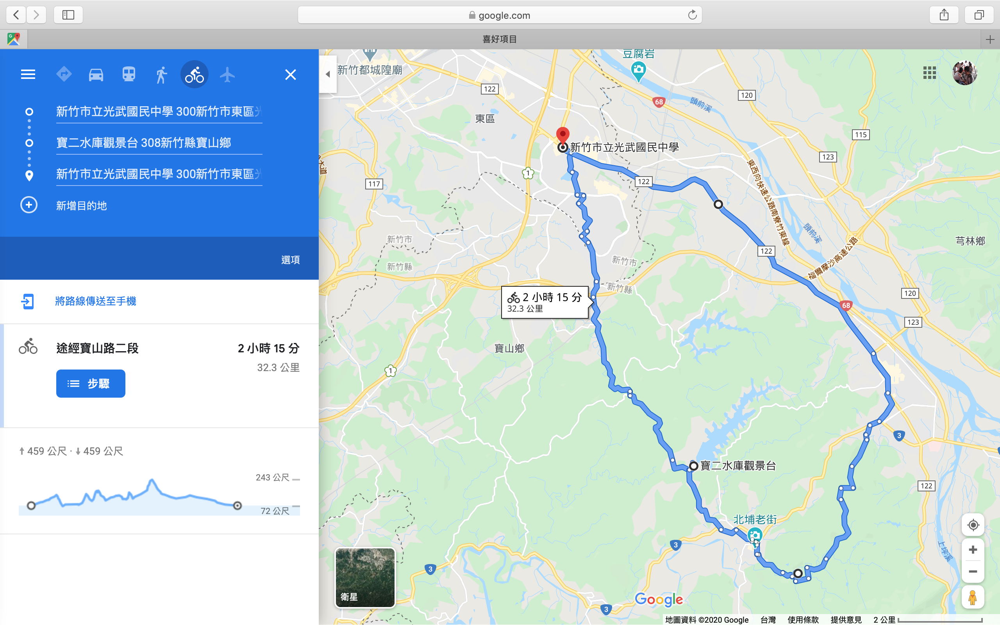 google.com
喜好項目
新竹市立光武國民中學 300新竹市東區光
寶二水庫觀景台 308新竹縣寶山鄉
新竹市立光武國民中學 300新竹市東區光
新增目的地
選項
將路線傳送至手機
途經寶山路二段
2 小時 15 分
32.3 公里
步驟
459 公尺 · 459 公尺
243 公尺
72 公尺
豆腐岩
新竹都城隍廟
122
120
68
頭前溪
東區
115
新竹市立光武國民中學
123
1
117
122
東西向快速公路南寮竹東線
頭前溪
新竹市
芎林鄉
122
福爾摩沙高速公路
新竹縣
新竹市
新竹縣
2 小時 15 分
32.3 公里
120
68
123
寶山鄉
1
3
寶二水庫觀景台
122
北埔老街
3
上坪溪
3
衛星
Google
3
地圖資料 ©2020 Google 台灣 使用條款 提供意見 2 公里